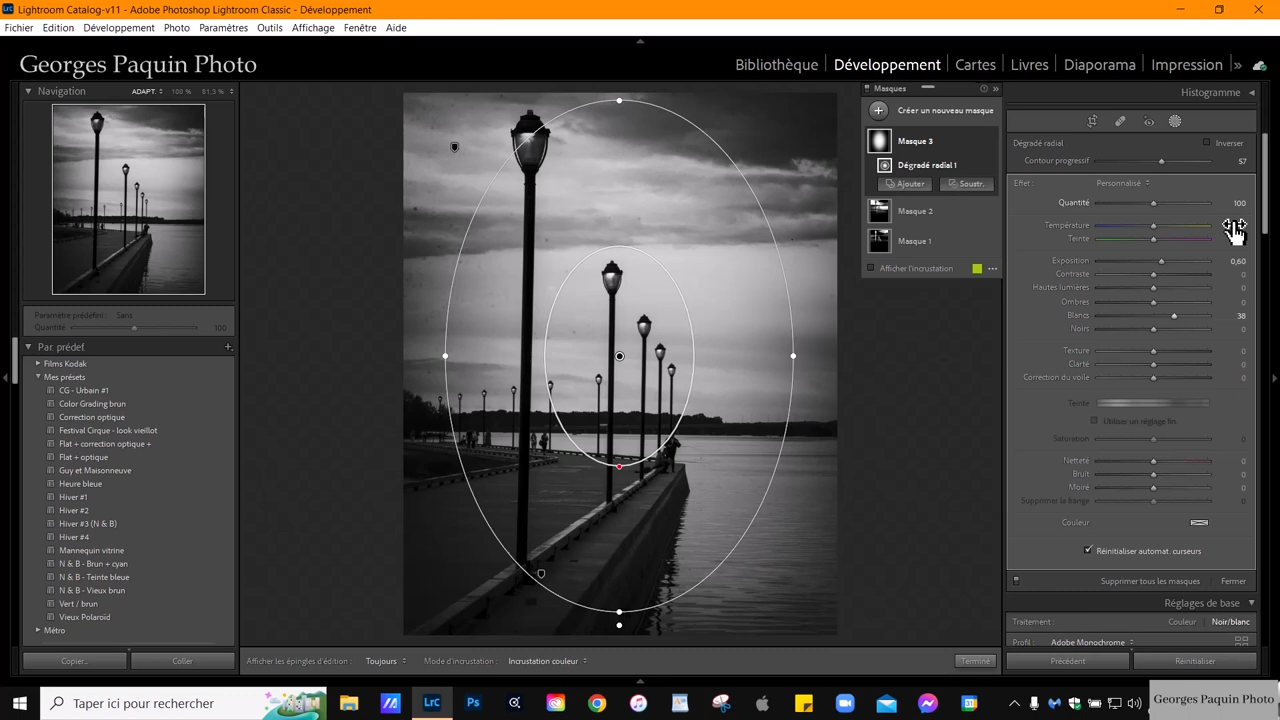 Lightroom Catalog-v11 - Adobe Photoshop Lightroom Classic - Développement
Fichier Edition Développement Photo Paramètres Outils Affichage Fenêtre Aide
Georges Paquin Photo
Bibliothèque Développement Cartes Livres Diaporama Impression »
Navigation ADAPT. 100 % 81,3 %
Paramètre prédéfini : Sans
Quantité 100
Par. prédéf. +
Films Kodak
Mes présets
CG - Urbain #1
Color Grading brun
Correction optique
Festival Cirque - look vieillot
Flat + correction optique +
Flat + optique
Guy et Maisonneuve
Heure bleue
Hiver #1
Hiver #2
Hiver #3 (N & B)
Hiver #4
Mannequin vitrine
N & B - Brun + cyan
N & B - Teinte bleue
N & B - Vieux brun
Vert / brun
Vieux Polaroïd
Métro
Copier... Coller
Afficher les épingles d'édition : Toujours Mode d'incrustation : Incrustation couleur Terminé
Masques
Créer un nouveau masque
Masque 3
Dégradé radial 1
Ajouter Soustr.
Masque 2
Masque 1
Afficher l'incrustation
Histogramme
Dégradé radial Inverser
Contour progressif 57
Effet : Personnalisé
Quantité 100
Température
Teinte
Exposition 0,60
Contraste 0
Hautes lumières 0
Ombres 0
Blancs 38
Noirs 0
Texture 0
Clarté 0
Correction du voile 0
Teinte
Utiliser un réglage fin
Saturation 0
Netteté 0
Bruit 0
Moiré 0
Supprimer la frange 0
Couleur
Réinitialiser automat. curseurs
Supprimer tous les masques Fermer
Réglages de base
Traitement : Couleur Noir/blanc
Profil : Adobe Monochrome
Précédent Réinitialiser
Taper ici pour rechercher
LrC Ps
Georges Paquin Photo